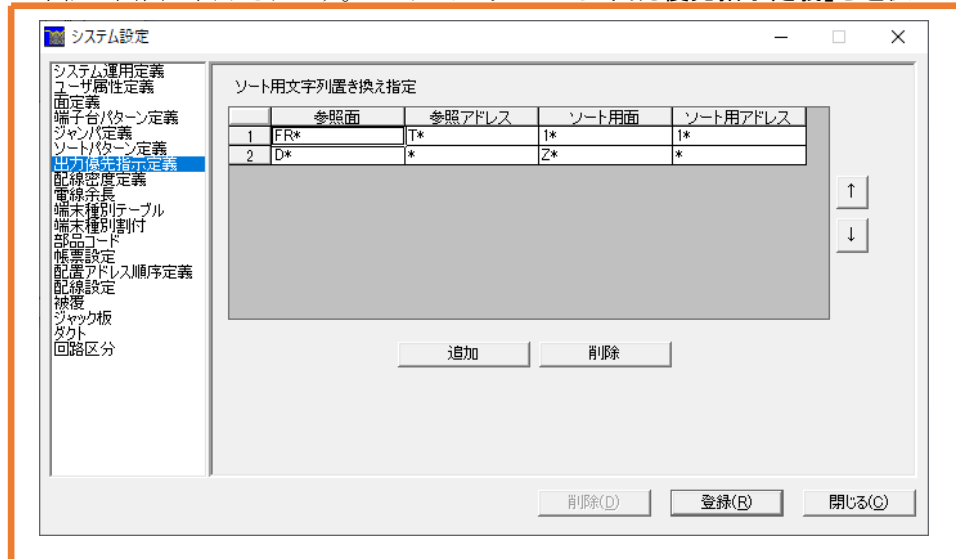 システム設定
システム運用定義
ユーザ属性定義
面定義
端子台パターン定義
ジャンパ定義
ソートパターン定義
出力優先指示定義
配線密度定義
電線余長
端末種別テーブル
端末種別割付
部品コード
帳票設定
配置アドレス順序定義
配線設定
被覆
ジャック板
ダクト
回路区分
ソート用文字列置き換え指定
参照面 参照アドレス ソート用面 ソート用アドレス
1 FR* T* 1* 1*
2 D* * Z* *
↑
↓
追加 削除
削除(D) 登録(R) 閉じる(C)